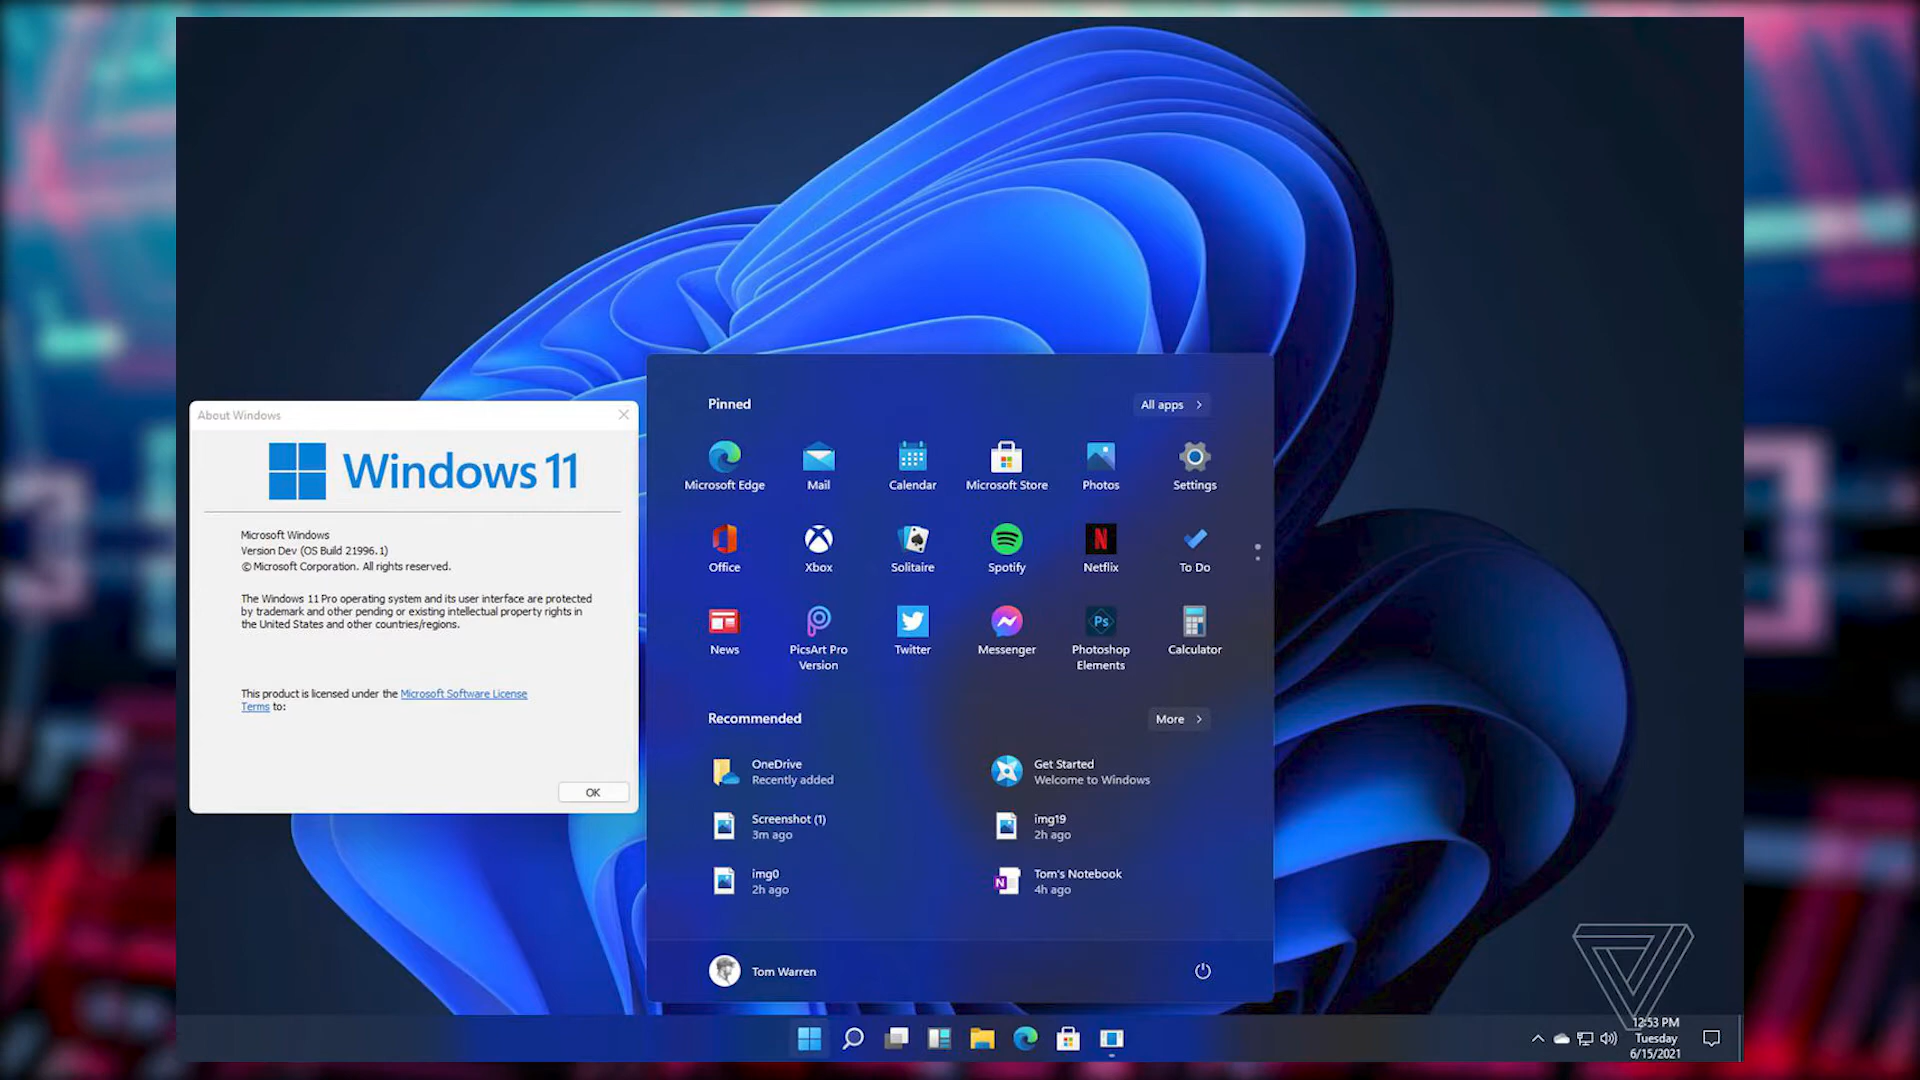 About Windows
Windows 11
Microsoft Windows
Version Dev (OS Build 21996.1)
© Microsoft Corporation. All rights reserved.
The Windows 11 Pro operating system and its user interface are protected
by trademark and other pending or existing intellectual property rights in
the United States and other countries/regions.
This product is licensed under the Microsoft Software License
Terms to:
OK
Pinned
All apps
Microsoft Edge
Mail
Calendar
Microsoft Store
Photos
Settings
Office
Xbox
Solitaire
Spotify
Netflix
To Do
News
PicsArt Pro
Version
Twitter
Messenger
Ps
Photoshop
Elements
Calculator
Recommended
More
OneDrive
Recently added
Get Started
Welcome to Windows
Screenshot (1)
3m ago
img19
2h ago
img0
2h ago
N
Tom's Notebook
4h ago
Tom Warren
12:53 PM
Tuesday
6/15/2021